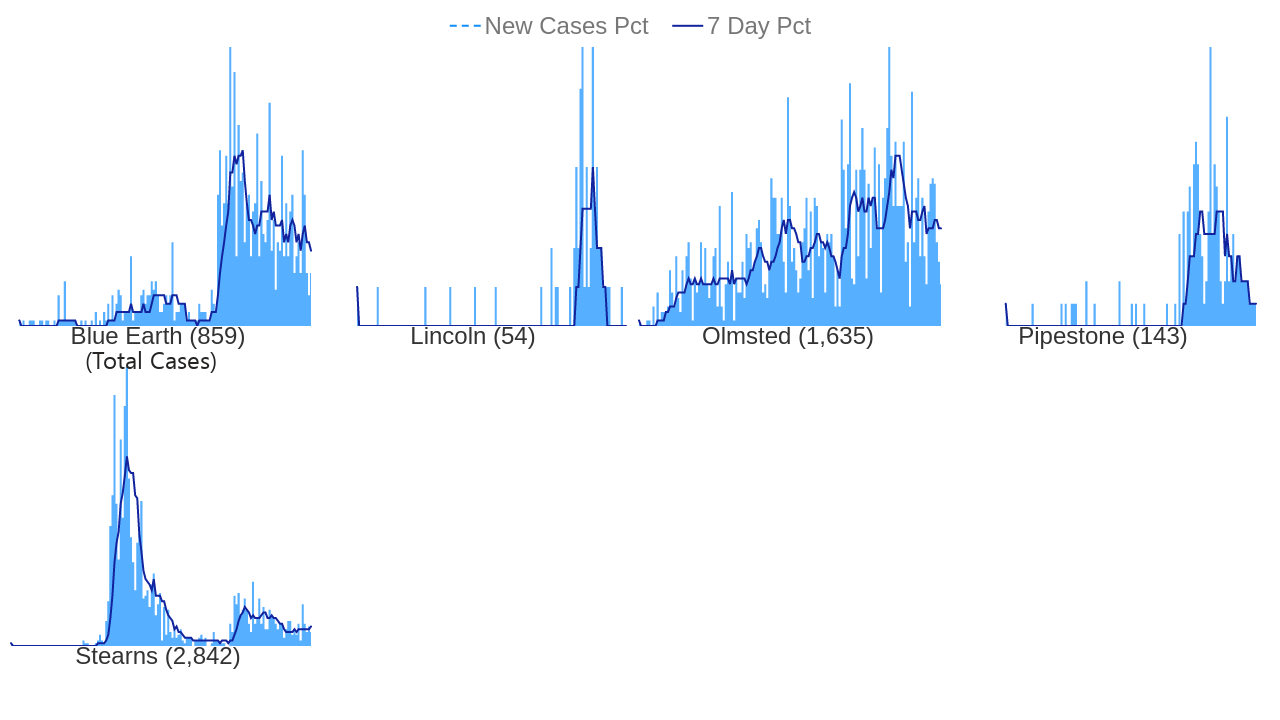 New Cases Pct 7 Day Pct
Blue Earth (859)
(Total Cases)
Lincoln (54)
Olmsted (1,635)
Pipestone (143)
Stearns (2,842)